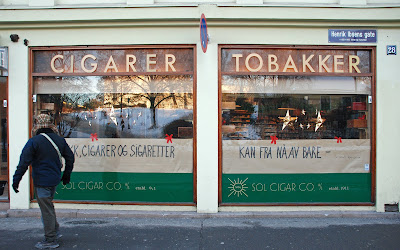 Henrik Ibsens gate
28
CIGARER TOBAKKER
CIGARER OG SIGARETTER KAN FRA NÅ AV BARE -
SOL CIGAR CO. SOL CIGAR CO.